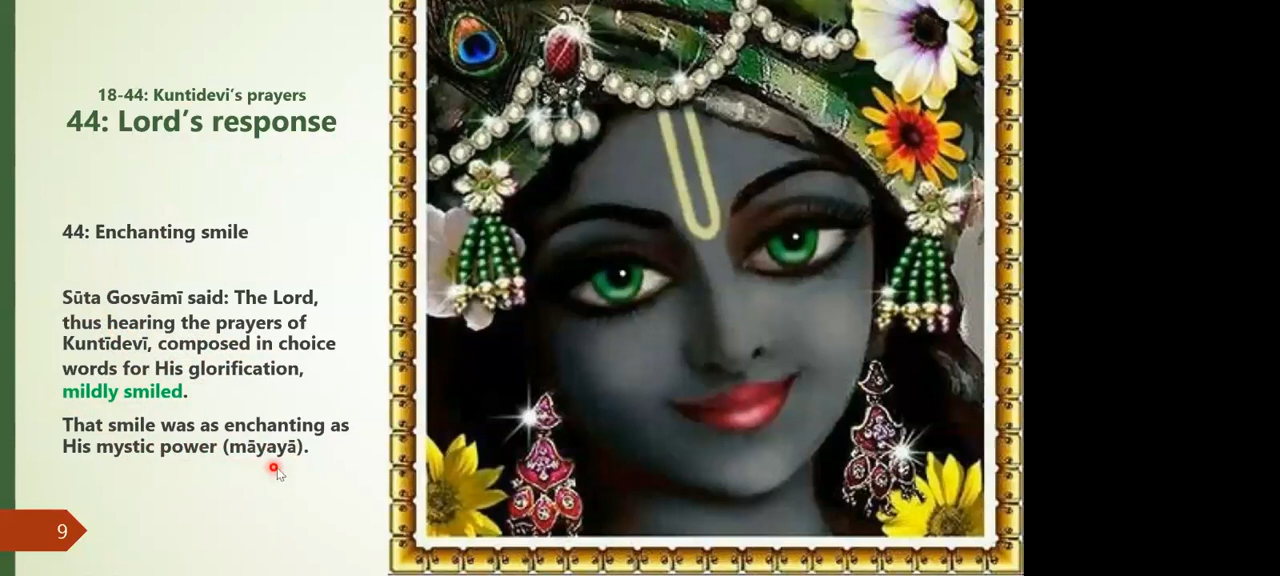 18-44: Kuntidevi's prayers
44: Lord's response
44: Enchanting smile
Sūta Gosvāmī said: The Lord,
thus hearing the prayers of
Kuntīdevī, composed in choice
words for His glorification,
mildly smiled.
That smile was as enchanting as
His mystic power (māyayā).
9